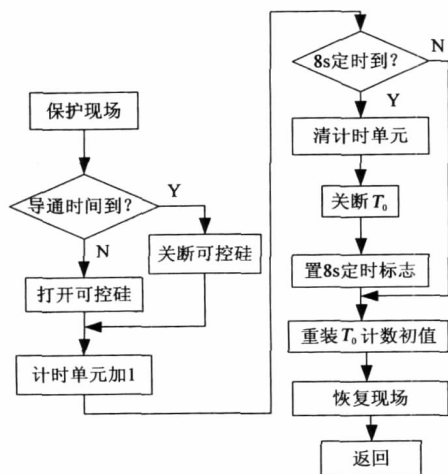 保护现场
导通时间到?
Y
N
关断可控硅
打开可控硅
计时单元加1
8s定时到?
N
Y
清计时单元
关断T₀
置8s定时标志
重装T₀计数初值
恢复现场
返回